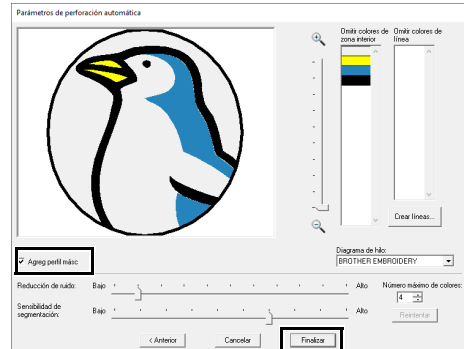 Parámetros de perforación automática
Omitir colores de zona interior
Omitir colores de línea
Crear líneas...
Agreg perfil másc
Diagrama de hilo:
BROTHER EMBROIDERY
Reducción de ruido:
Bajo
Alto
Número máximo de colores:
4
Sensibilidad de segmentación:
Bajo
Alto
Reintentar
< Anterior
Cancelar
Finalizar